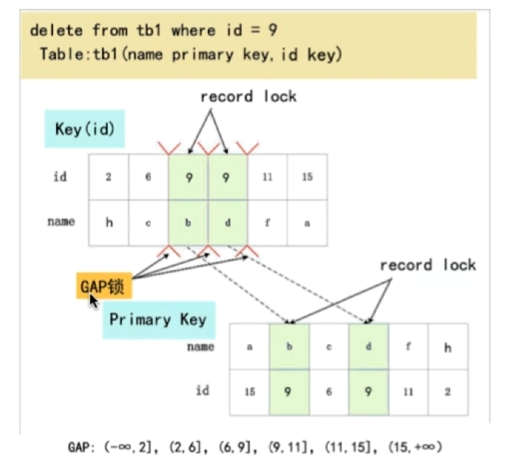 delete from tb1 where id = 9
Table:tb1(name primary key,id key)
record lock
Key(id)
id 2 6 9 9 11 15
name h c b d f a
GAP锁
record lock
Primary Key
name a b c d f h
id 15 9 6 9 11 2
GAP: (-∞,2], (2,6], (6,9], (9,11], (11,15], (15,+∞)